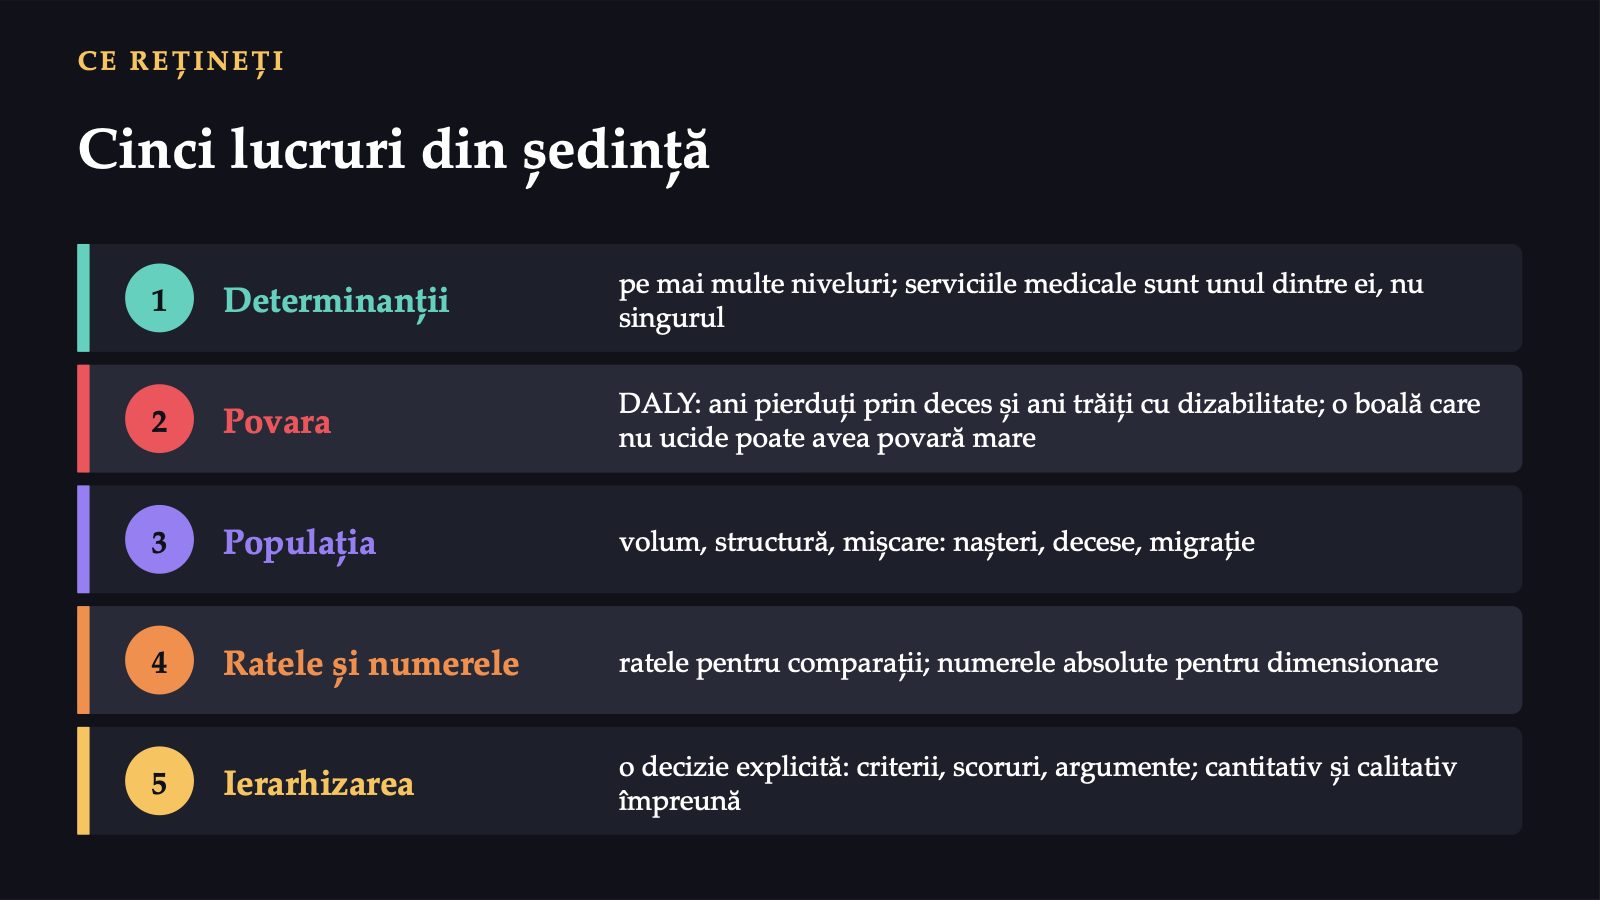 CE REȚINEȚI
Cinci lucruri din ședință
1 Determinanții
pe mai multe niveluri; serviciile medicale sunt unul dintre ei, nu
singurul
2 Povara
DALY: ani pierduți prin deces și ani trăiți cu dizabilitate; o boală care
nu ucide poate avea povară mare
3 Populația
volum, structură, mișcare: nașteri, decese, migrație
4 Ratele și numerele
ratele pentru comparații; numerele absolute pentru dimensionare
5 Ierarhizarea
o decizie explicită: criterii, scoruri, argumente; cantitativ și calitativ
împreună